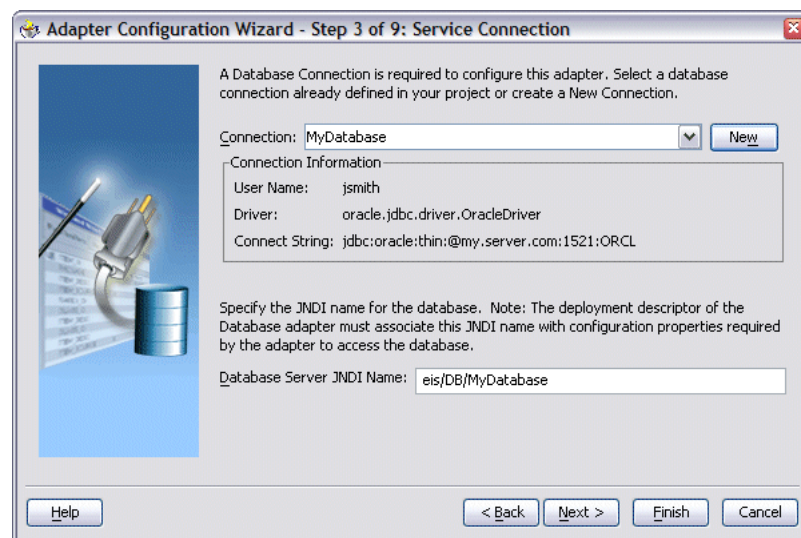 Adapter Configuration Wizard - Step 3 of 9: Service Connection
A Database Connection is required to configure this adapter. Select a database
connection already defined in your project or create a New Connection.
Connection: MyDatabase New
Connection Information
User Name: jsmith
Driver: oracle.jdbc.driver.OracleDriver
Connect String: jdbc:oracle:thin:@my.server.com:1521:ORCL
Specify the JNDI name for the database. Note: The deployment descriptor of the
Database adapter must associate this JNDI name with configuration properties required
by the adapter to access the database.
Database Server JNDI Name: eis/DB/MyDatabase
Help < Back Next > Finish Cancel